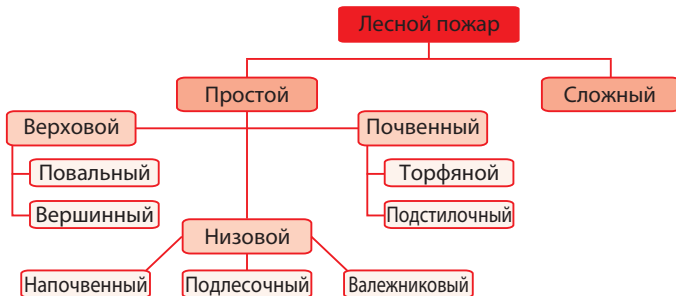 Лесной пожар
Простой
Сложный
Верховой
Почвенный
Повальный
Торфяной
Вершинный
Подстилочный
Низовой
Напочвенный
Подлесочный
Валежниковый